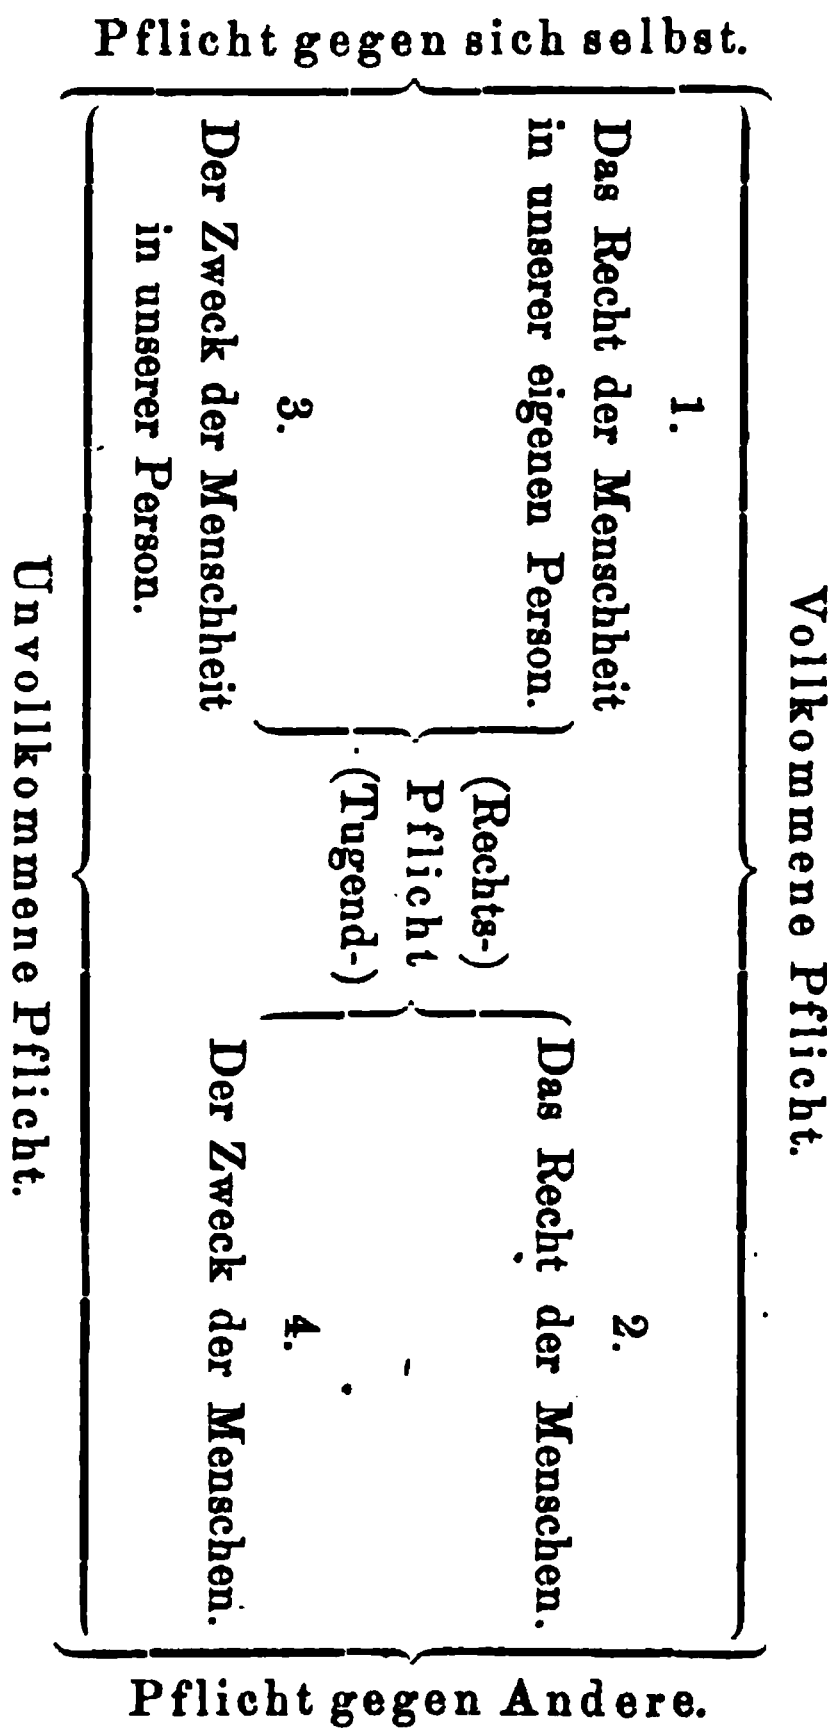 Pflicht gegen sich selbst.
Vollkommene Pflicht.
1.
Das Recht der Menschheit
in unserer eigenen Person.
2.
Das Recht der Menschen.
(Rechts-)
Pflicht
(Tugend-)
3.
Der Zweck der Menschheit
in unserer Person.
4.
Der Zweck der Menschen.
Unvollkommene Pflicht.
Pflicht gegen Andere.